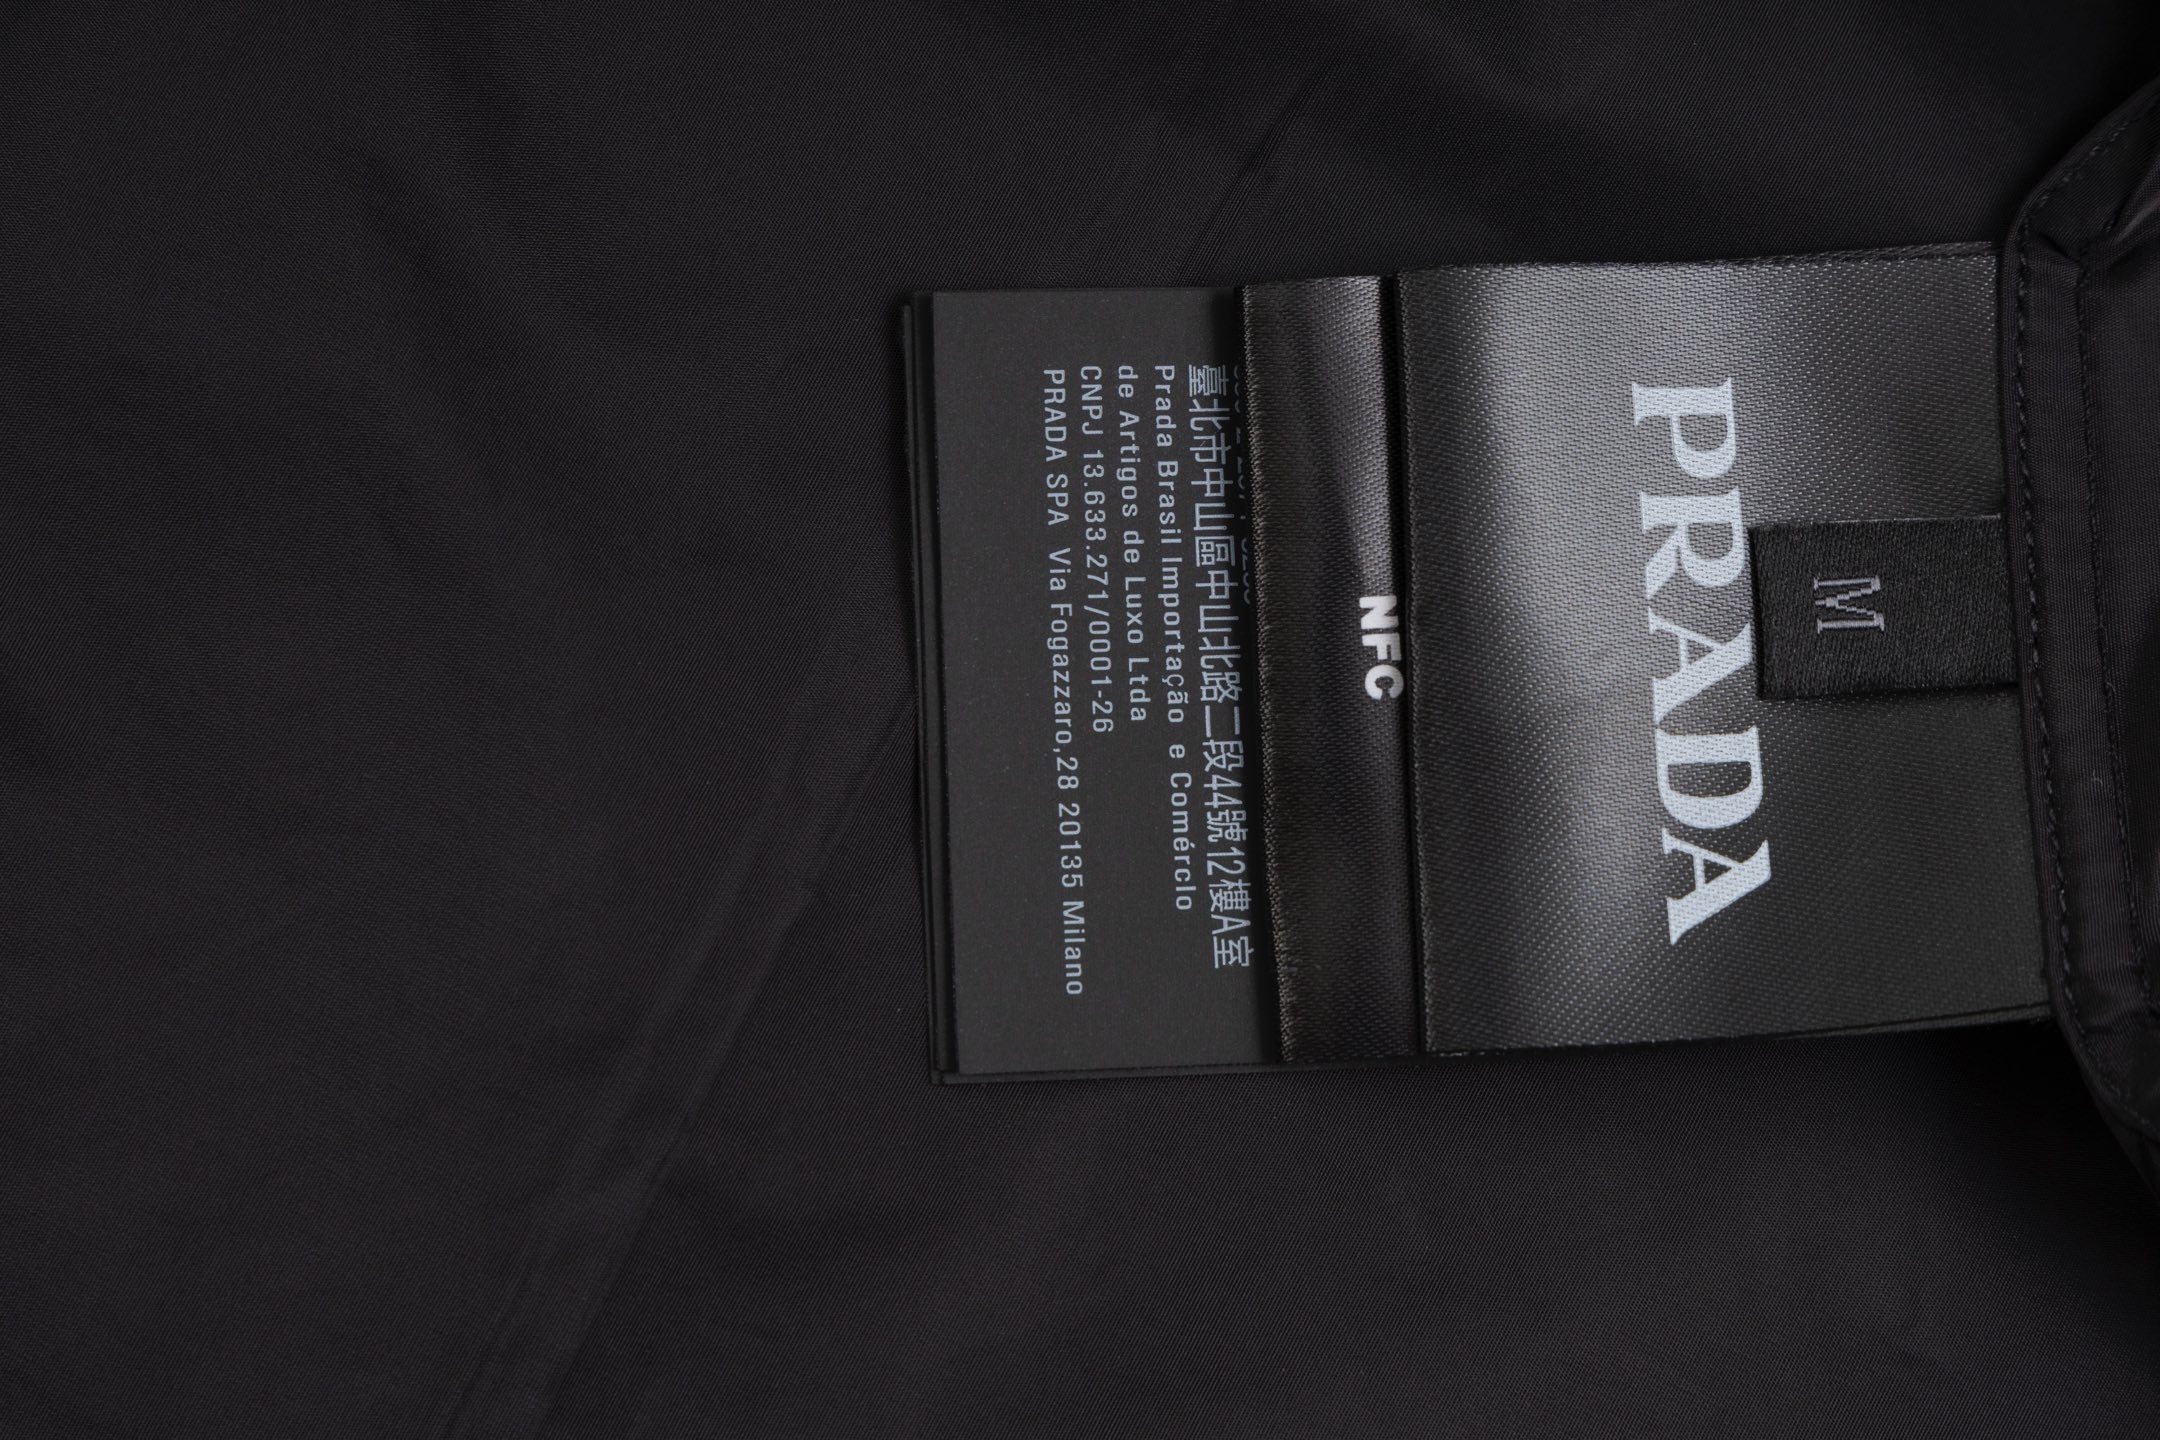 M
PRADA
NFC
臺北市中山區中山北路二段44號12樓A室
Prada Brasil Importação e Comérclo
de Artigos de Luxo Ltda
CNPJ 13.633.271/0001-26
PRADA SPA Via Fogazzaro,28 20135 Milano